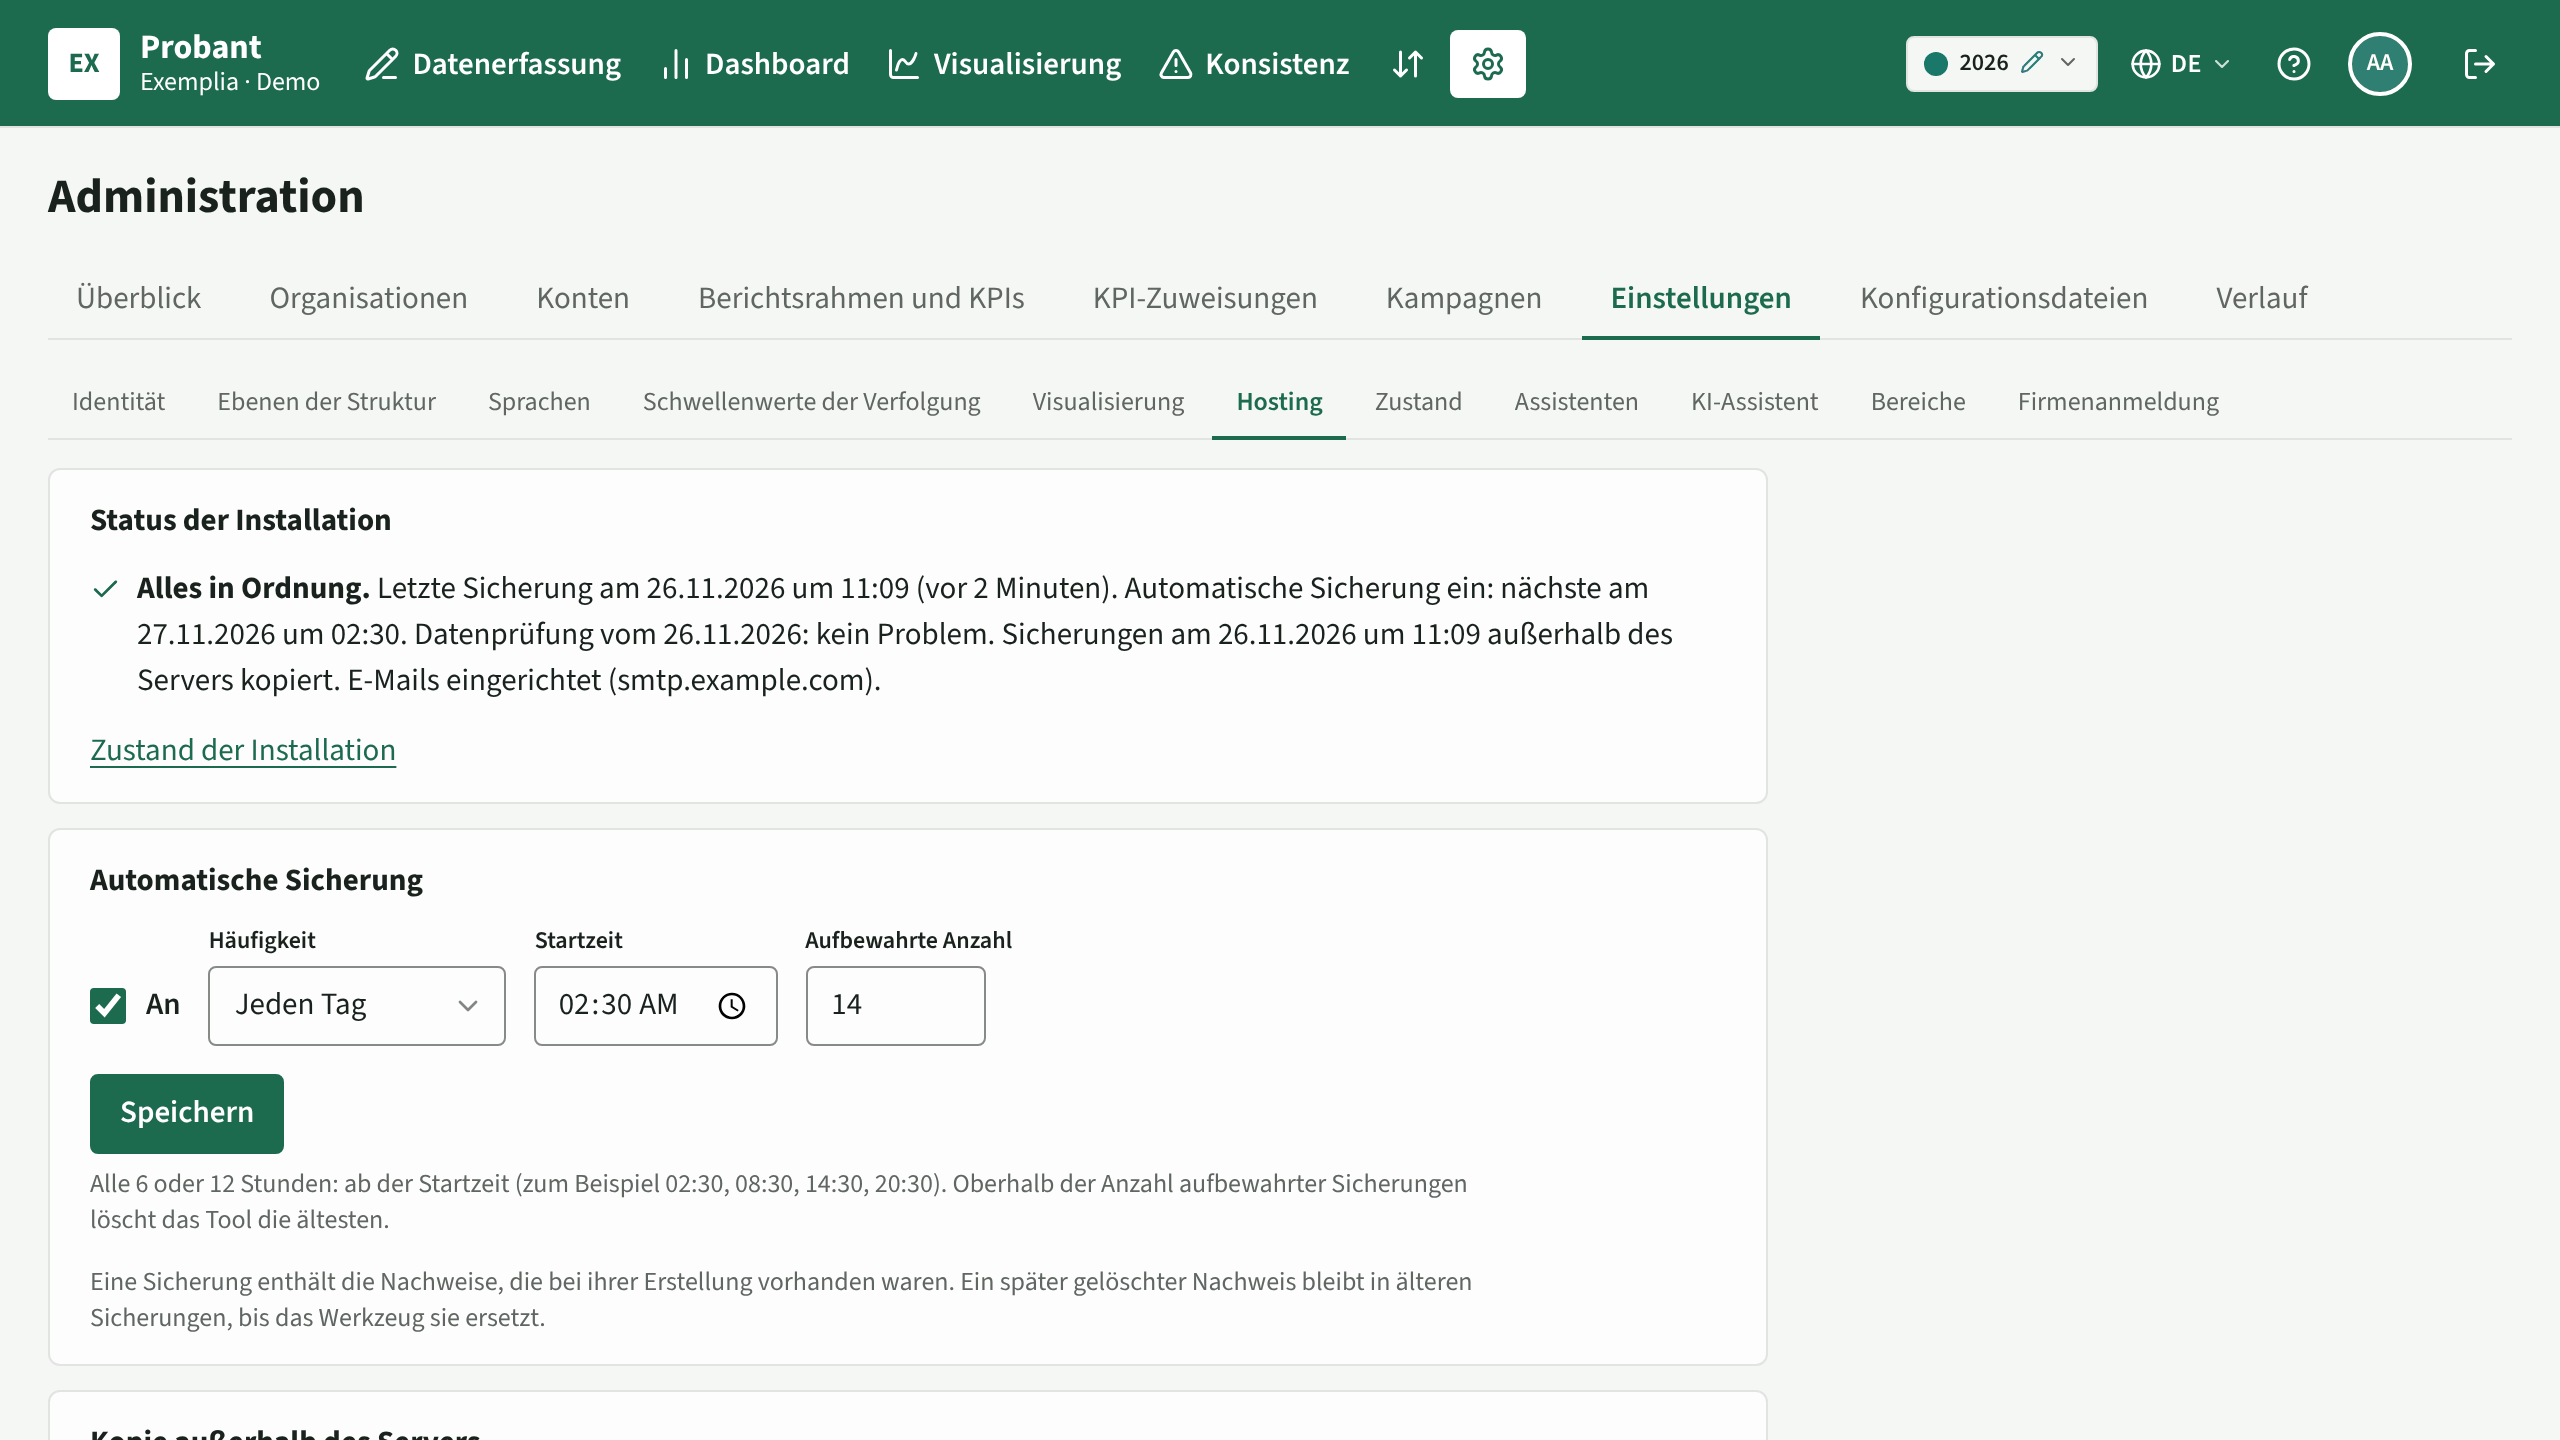 EX
Probant
Exemplia · Demo
Datenerfassung
Dashboard
Visualisierung
Konsistenz
2026
DE
AA
Administration
Überblick
Organisationen
Konten
Berichtsrahmen und KPIs
KPI-Zuweisungen
Kampagnen
Einstellungen
Konfigurationsdateien
Verlauf
Identität
Ebenen der Struktur
Sprachen
Schwellenwerte der Verfolgung
Visualisierung
Hosting
Zustand
Assistenten
KI-Assistent
Bereiche
Firmenanmeldung
Status der Installation
Alles in Ordnung. Letzte Sicherung am 26.11.2026 um 11:09 (vor 2 Minuten). Automatische Sicherung ein: nächste am
27.11.2026 um 02:30. Datenprüfung vom 26.11.2026: kein Problem. Sicherungen am 26.11.2026 um 11:09 außerhalb des
Servers kopiert. E-Mails eingerichtet (smtp.example.com).
Zustand der Installation
Automatische Sicherung
Häufigkeit
Startzeit
Aufbewahrte Anzahl
An
Jeden Tag
02:30 AM
14
Speichern
Alle 6 oder 12 Stunden: ab der Startzeit (zum Beispiel 02:30, 08:30, 14:30, 20:30). Oberhalb der Anzahl aufbewahrter Sicherungen
löscht das Tool die ältesten.
Eine Sicherung enthält die Nachweise, die bei ihrer Erstellung vorhanden waren. Ein später gelöschter Nachweis bleibt in älteren
Sicherungen, bis das Werkzeug sie ersetzt.
Kopie außerhalb des Servers